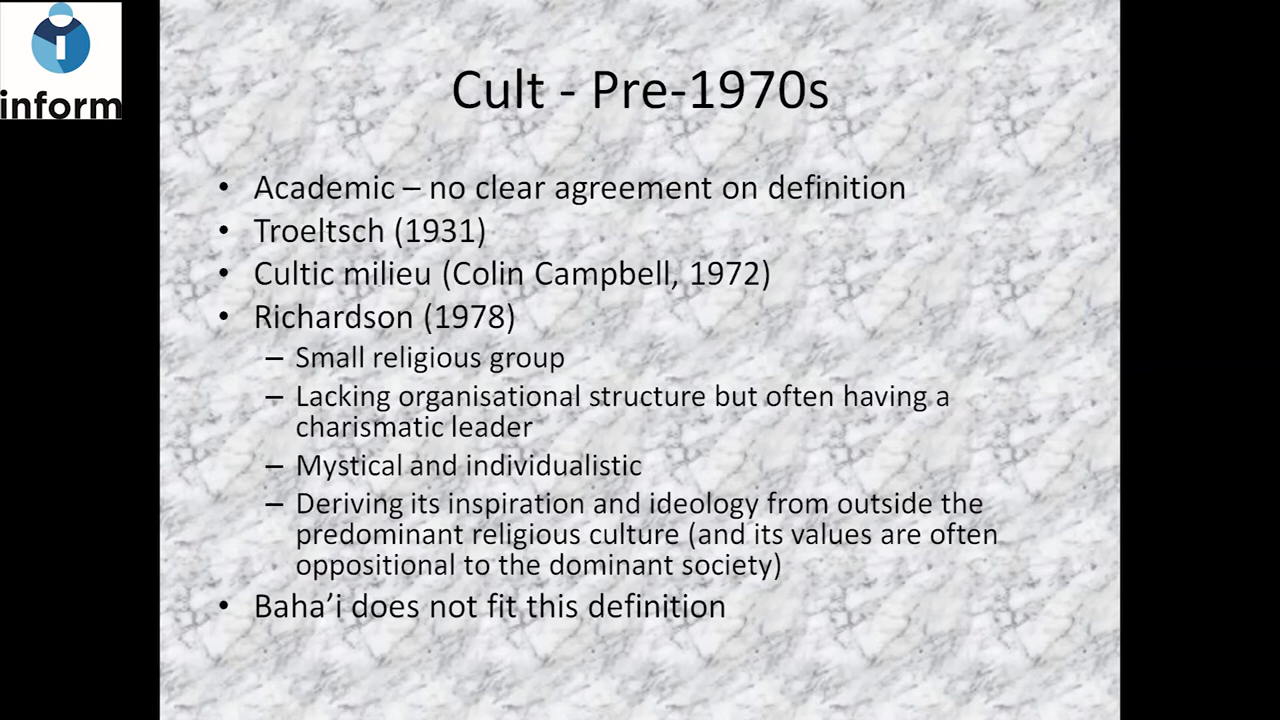 inform
Cult - Pre-1970s
• Academic – no clear agreement on definition
• Troeltsch (1931)
• Cultic milieu (Colin Campbell, 1972)
• Richardson (1978)
– Small religious group
– Lacking organisational structure but often having a
charismatic leader
– Mystical and individualistic
– Deriving its inspiration and ideology from outside the
predominant religious culture (and its values are often
oppositional to the dominant society)
• Baha’i does not fit this definition